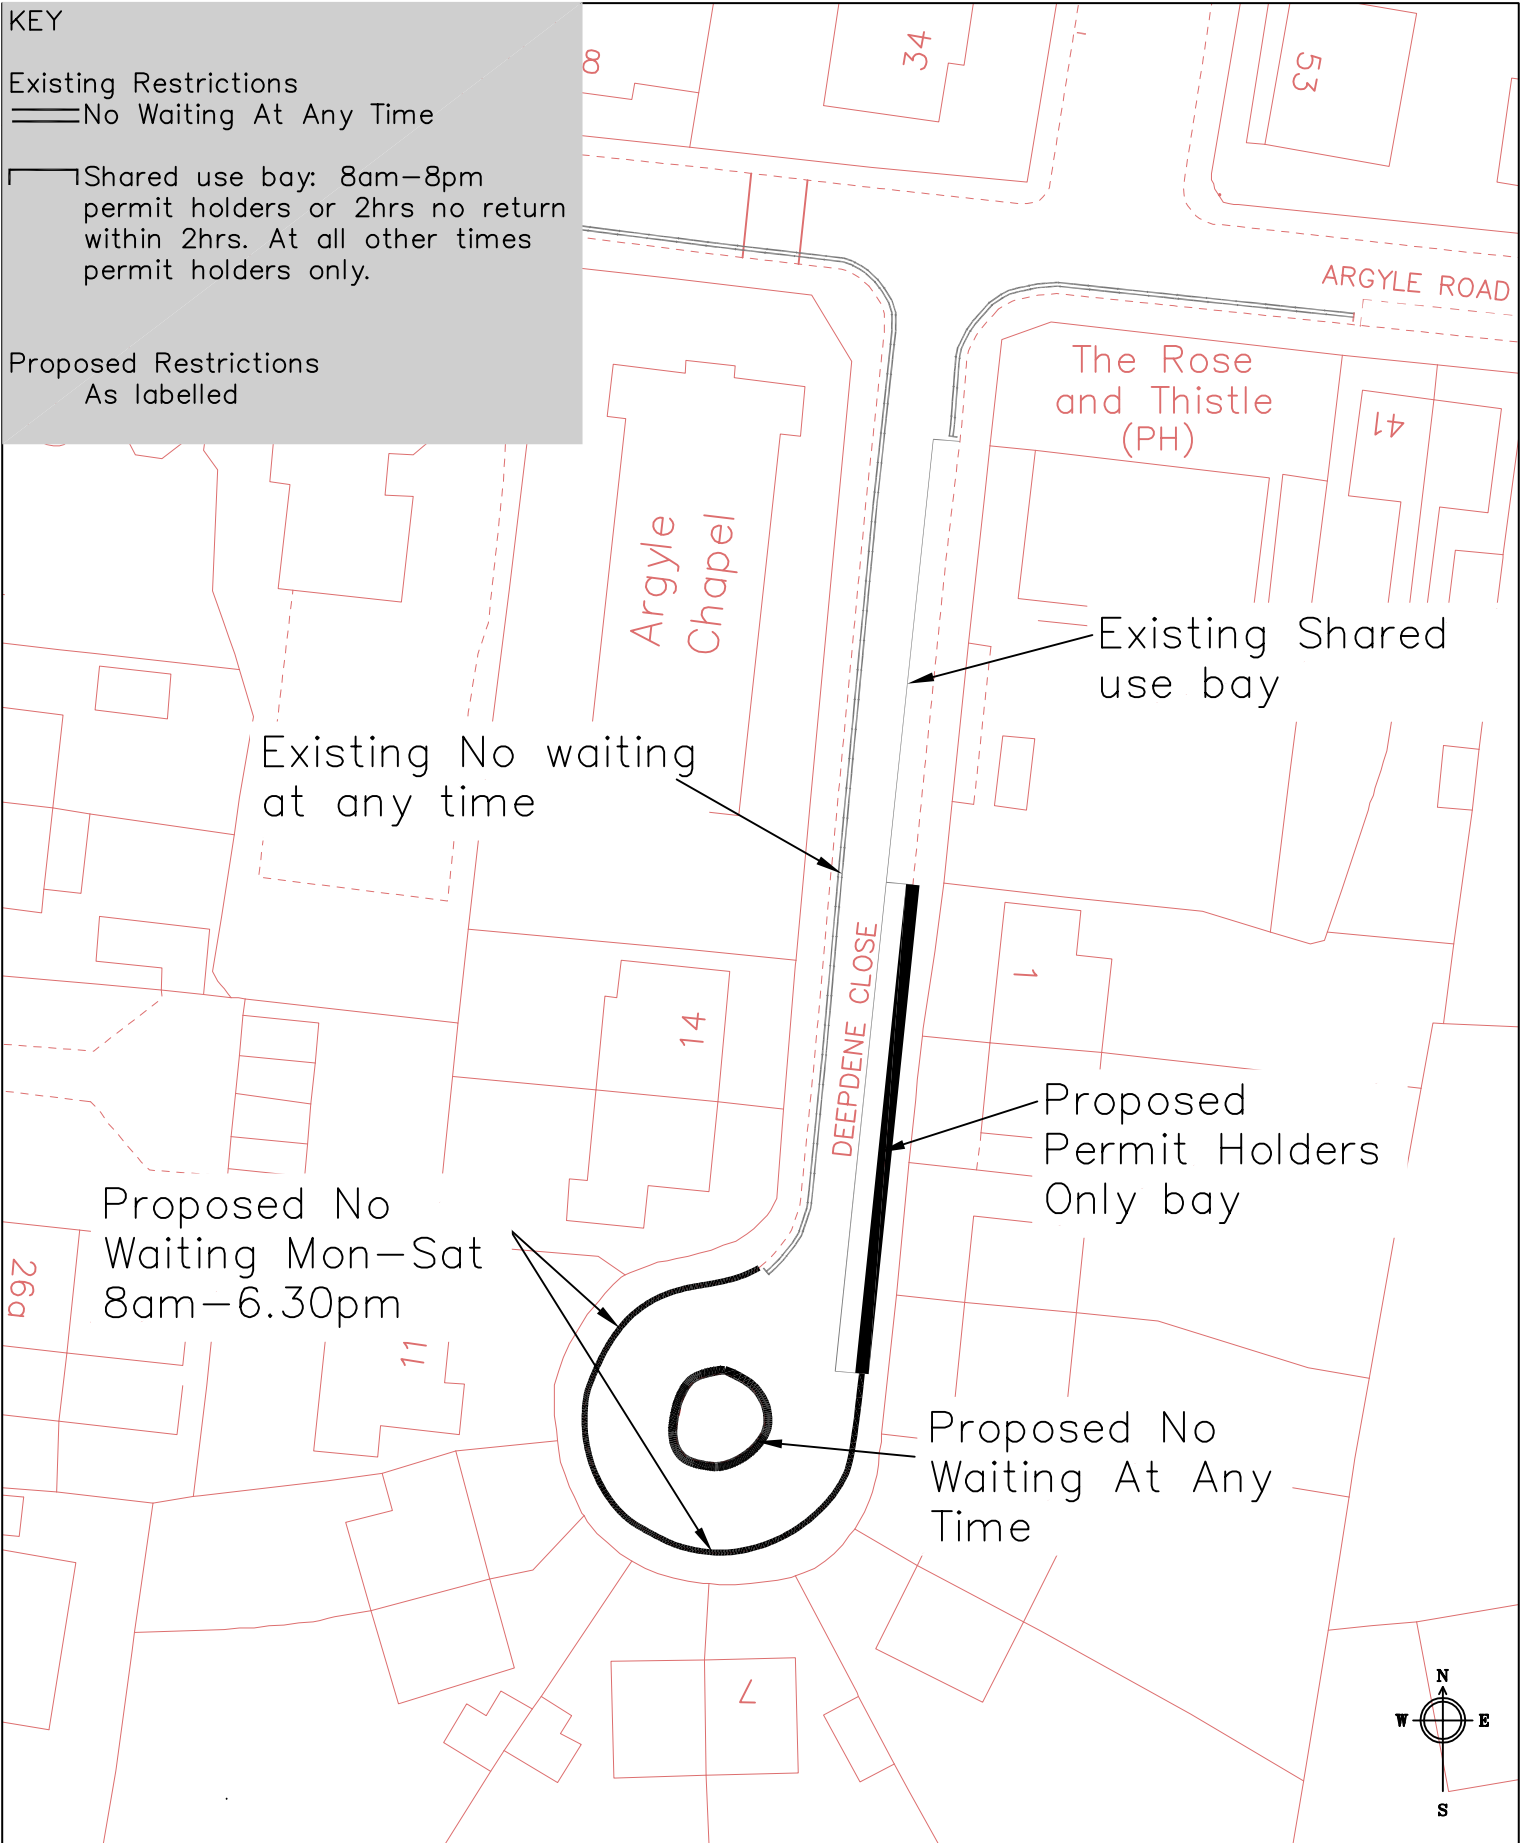 KEY
Existing Restrictions
No Waiting At Any Time
Shared use bay: 8am-8pm
permit holders or 2hrs no return
within 2hrs. At all other times
permit holders only.
Proposed Restrictions
As labelled
8
34
53
ARGYLE ROAD
The Rose
and Thistle
(PH)
41
Argyle
Chapel
Existing Shared
use bay
Existing No waiting
at any time
DEEPDENE CLOSE
1
14
Proposed
Permit Holders
Only bay
Proposed No
Waiting Mon-Sat
8am-6.30pm
26a
11
Proposed No
Waiting At Any
Time
7
N
W
E
S